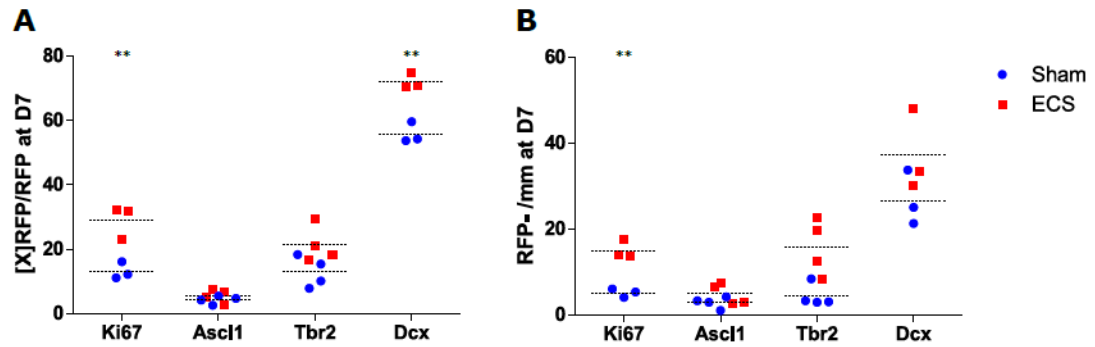 A
[X]RFP/RFP at D7
80
60
40
20
0
**
**
Ki67 Ascl1 Tbr2 Dcx
B
RFP- /mm at D7
60
40
20
0
**
Ki67 Ascl1 Tbr2 Dcx
Sham
ECS